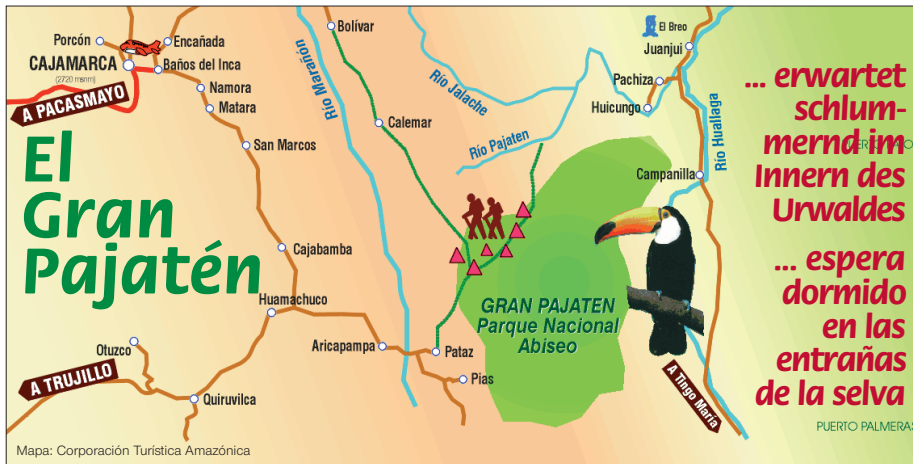 Bolívar
Porcón
Encañada
CAJAMARCA
(2720 msnm)
Baños del Inca
Namora
Matara
A PACASMAYO
San Marcos
El
Gran
Pajatén
Cajabamba
Huamachuco
Otuzco
A TRUJILLO
Quiruvilca
Aricapampa
Pataz
Pias
Calemar
Río Marañón
Río Jalache
Río Pajaten
El Breo
Juanjui
Pachiza
Huicungo
Río Huallaga
Campanilla
GRAN PAJATEN
Parque Nacional
Abiseo
A Tingo María
... erwartet
schlum-
mernd im
Innern des
Urwaldes
... espera
dormido
en las
entrañas
de la selva
PUERTO PALMERAS
Mapa: Corporación Turística Amazónica